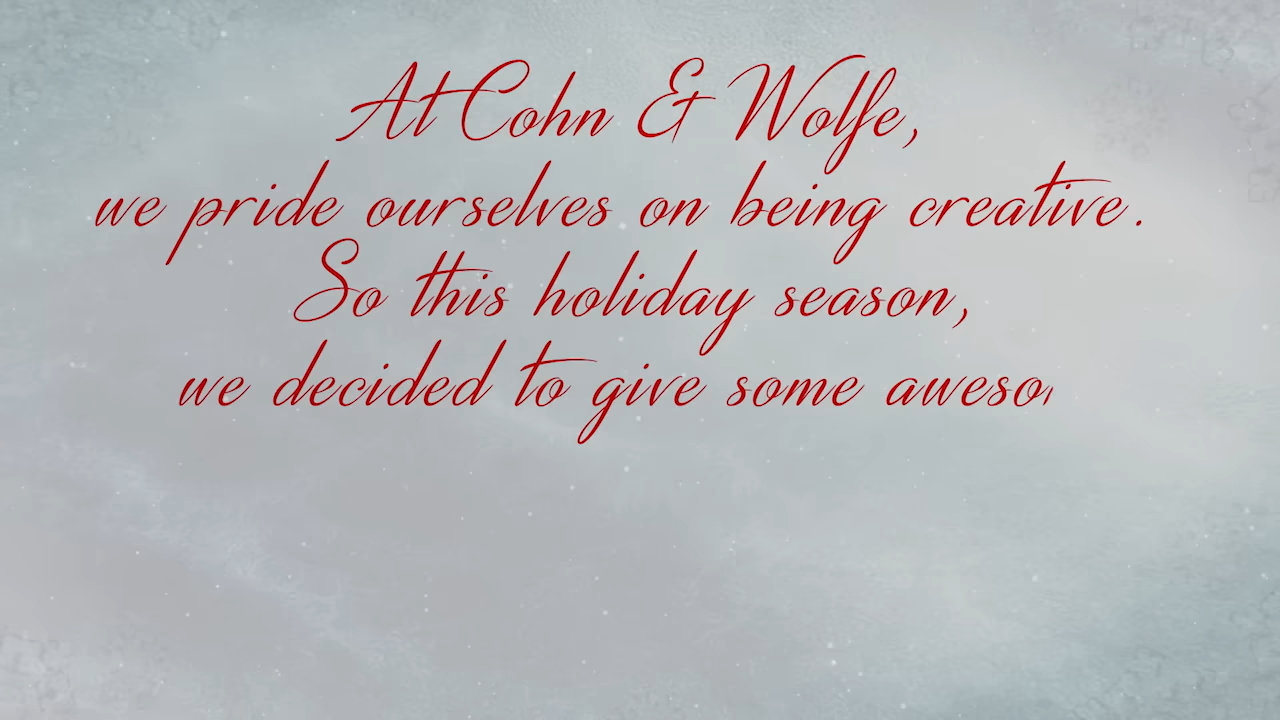 At Cohn & Wolfe,
we pride ourselves on being creative.
So this holiday season,
we decided to give some aweso